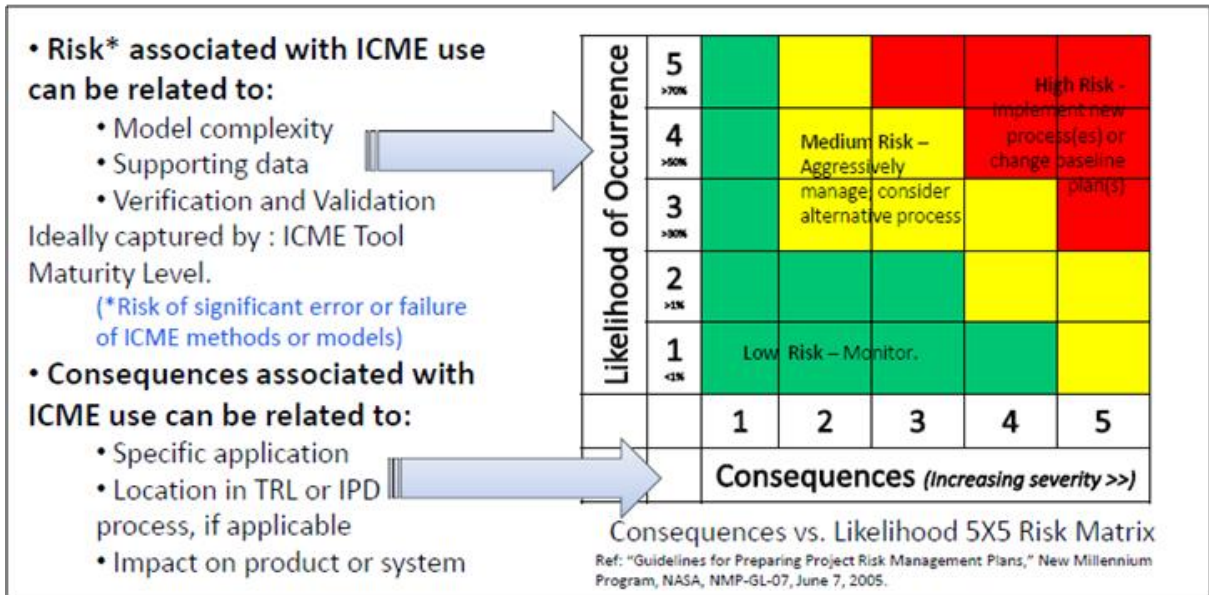 • Risk* associated with ICME use
can be related to:
• Model complexity
• Supporting data
• Verification and Validation
Ideally captured by : ICME Tool
Maturity Level.
(*Risk of significant error or failure
of ICME methods or models)
• Consequences associated with
ICME use can be related to:
• Specific application
• Location in TRL or IPD
process, if applicable
• Impact on product or system
Likelihood of Occurrence
5
>70%
4
>50%
3
>30%
2
>1%
1
<1%
High Risk -
Implement new
process(es) or
change baseline
plan(s)
Medium Risk –
Aggressively
manage; consider
alternative process
Low Risk – Monitor.
1 2 3 4 5
Consequences (Increasing severity >>)
Consequences vs. Likelihood 5X5 Risk Matrix
Ref: "Guidelines for Preparing Project Risk Management Plans," New Millennium
Program, NASA, NMP-GL-07, June 7, 2005.